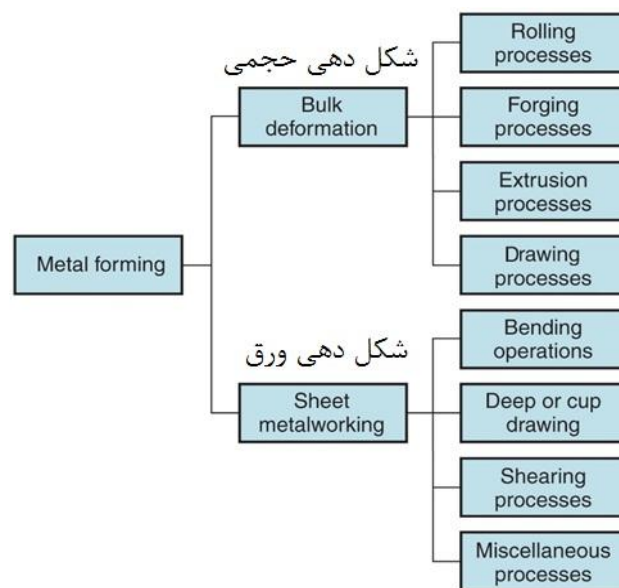 Metal forming
شکل دهی حجمی
Bulk
deformation
Rolling
processes
Forging
processes
Extrusion
processes
Drawing
processes
شکل دهی ورق
Sheet
metalworking
Bending
operations
Deep or cup
drawing
Shearing
processes
Miscellaneous
processes